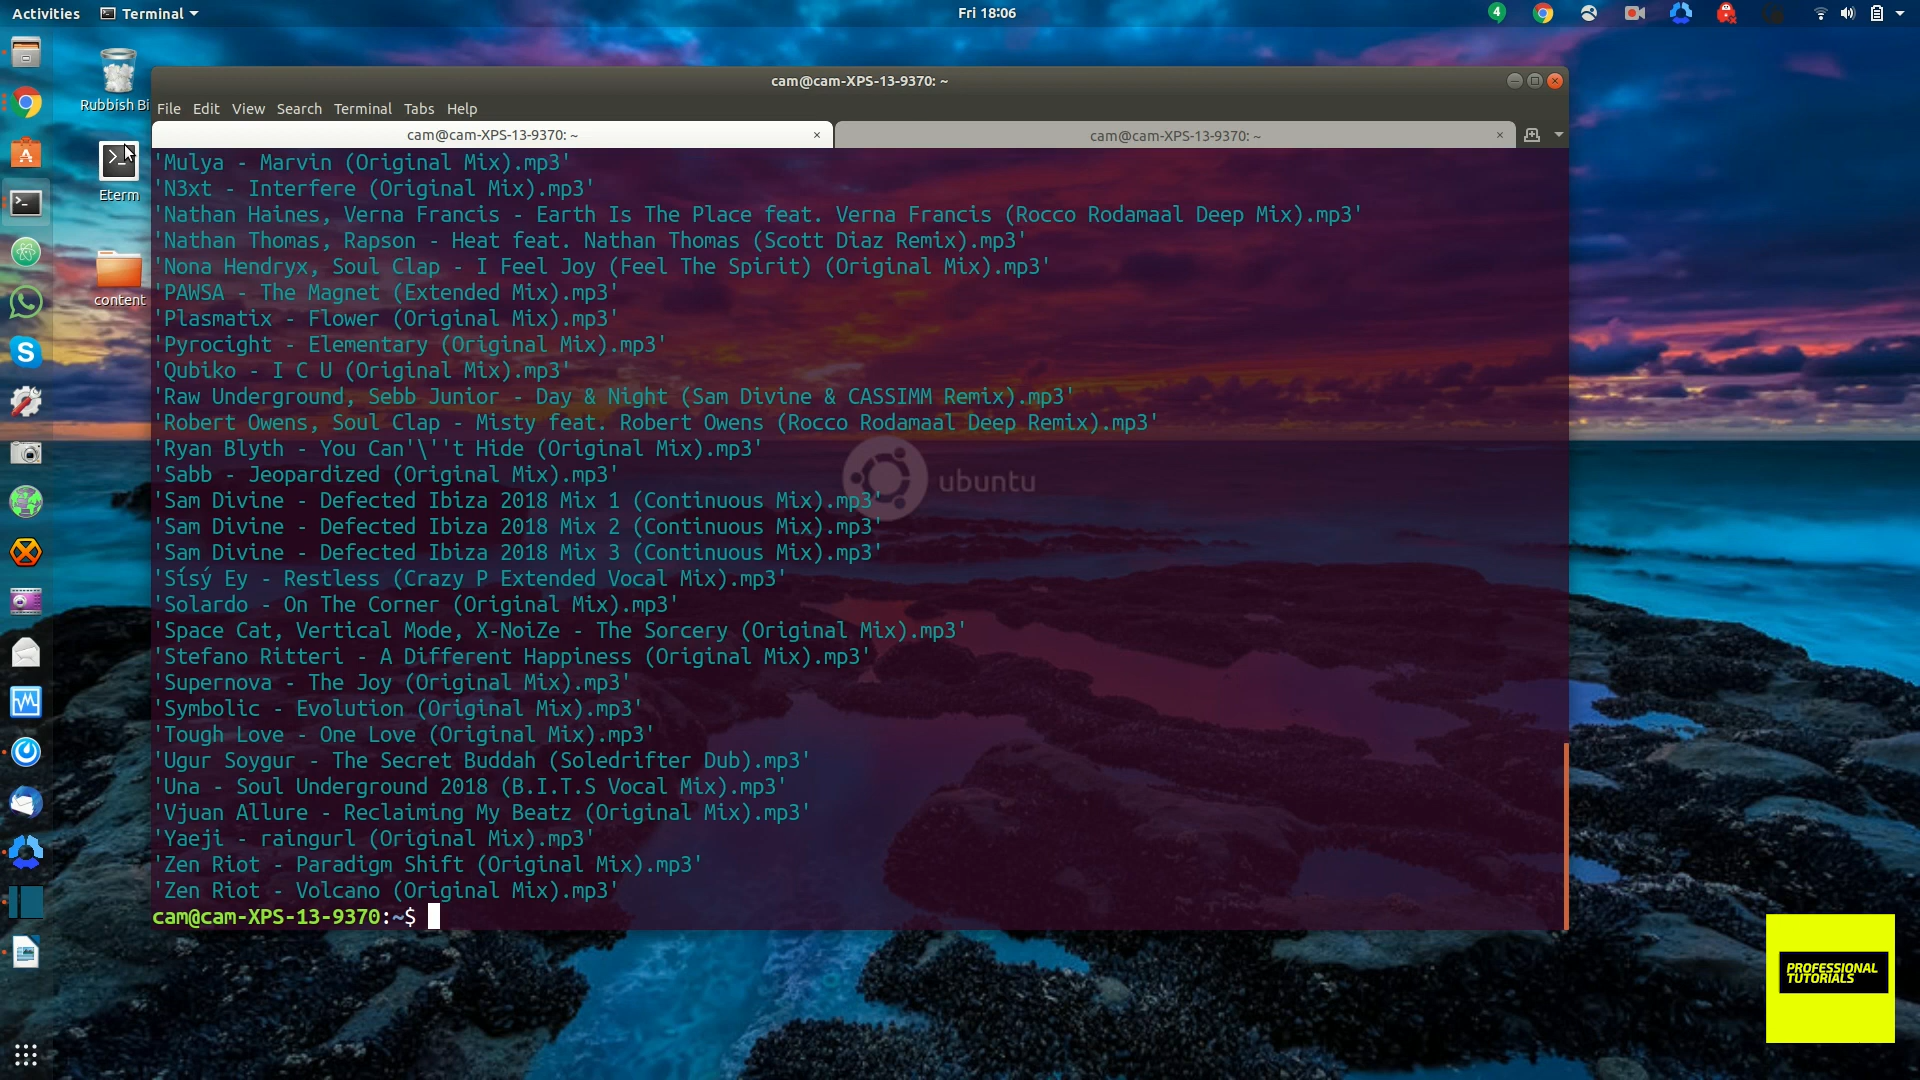 Activities
Terminal
Fri 18:06
4
Rubbish Bi
Eterm
content
cam@cam-XPS-13-9370: ~
File Edit View Search Terminal Tabs Help
cam@cam-XPS-13-9370: ~
cam@cam-XPS-13-9370: ~
'Mulya - Marvin (Original Mix).mp3'
'N3xt - Interfere (Original Mix).mp3'
'Nathan Haines, Verna Francis - Earth Is The Place feat. Verna Francis (Rocco Rodamaal Deep Mix).mp3'
'Nathan Thomas, Rapson - Heat feat. Nathan Thomas (Scott Diaz Remix).mp3'
'Nona Hendryx, Soul Clap - I Feel Joy (Feel The Spirit) (Original Mix).mp3'
'PAWSA - The Magnet (Extended Mix).mp3'
'Plasmatix - Flower (Original Mix).mp3'
'Pyrocight - Elementary (Original Mix).mp3'
'Qubiko - I C U (Original Mix).mp3'
'Raw Underground, Sebb Junior - Day & Night (Sam Divine & CASSIMM Remix).mp3'
'Robert Owens, Soul Clap - Misty feat. Robert Owens (Rocco Rodamaal Deep Remix).mp3'
'Ryan Blyth - You Can'\''t Hide (Original Mix).mp3'
'Sabb - Jeopardized (Original Mix).mp3'
'Sam Divine - Defected Ibiza 2018 Mix 1 (Continuous Mix).mp3'
'Sam Divine - Defected Ibiza 2018 Mix 2 (Continuous Mix).mp3'
'Sam Divine - Defected Ibiza 2018 Mix 3 (Continuous Mix).mp3'
'Sísý Ey - Restless (Crazy P Extended Vocal Mix).mp3'
'Solardo - On The Corner (Original Mix).mp3'
'Space Cat, Vertical Mode, X-NoiZe - The Sorcery (Original Mix).mp3'
'Stefano Ritteri - A Different Happiness (Original Mix).mp3'
'Supernova - The Joy (Original Mix).mp3'
'Symbolic - Evolution (Original Mix).mp3'
'Tough Love - One Love (Original Mix).mp3'
'Ugur Soygur - The Secret Buddah (Soledrifter Dub).mp3'
'Una - Soul Underground 2018 (B.I.T.S Vocal Mix).mp3'
'Vjuan Allure - Reclaiming My Beatz (Original Mix).mp3'
'Yaeji - raingurl (Original Mix).mp3'
'Zen Riot - Paradigm Shift (Original Mix).mp3'
'Zen Riot - Volcano (Original Mix).mp3'
cam@cam-XPS-13-9370:~$
ubuntu
PROFESSIONAL
TUTORIALS